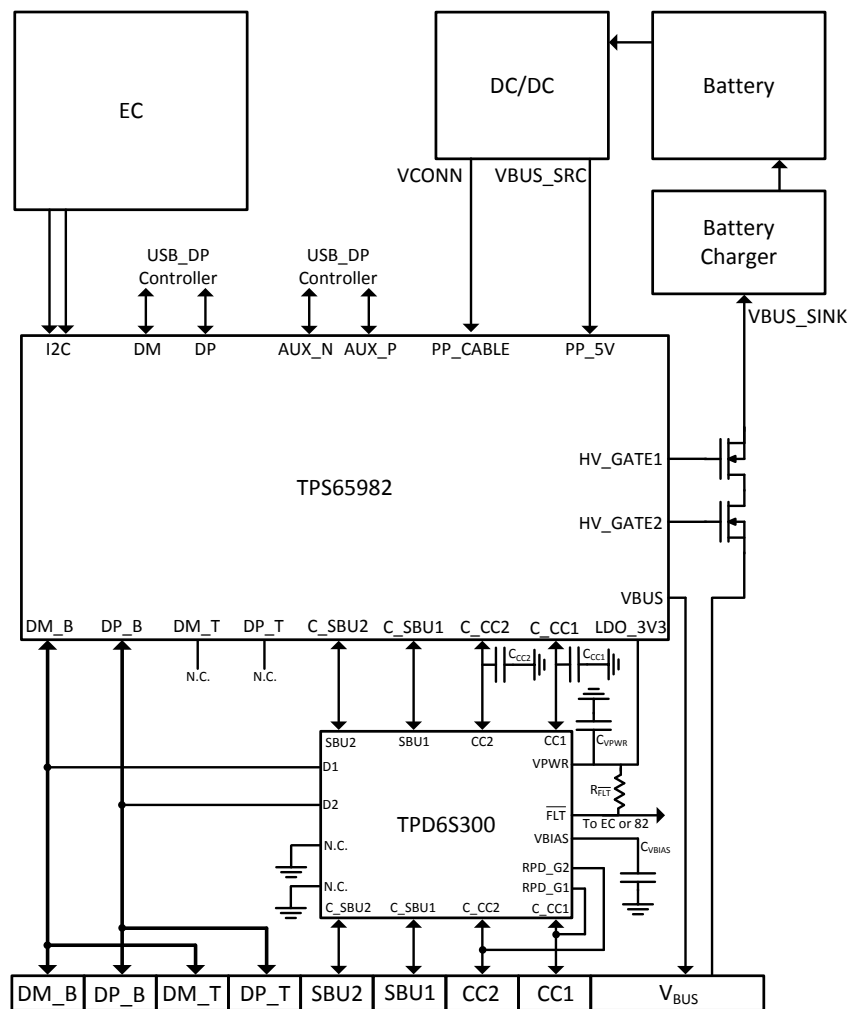 EC
DC/DC
Battery
VCONN
VBUS_SRC
Battery
Charger
USB_DP
Controller
USB_DP
Controller
VBUS_SINK
I2C
DM
DP
AUX_N
AUX_P
PP_CABLE
PP_5V
HV_GATE1
TPS65982
HV_GATE2
VBUS
DM_B
DP_B
DM_T
DP_T
C_SBU2
C_SBU1
C_CC2
C_CC1
LDO_3V3
N.C.
N.C.
CCC2
CCC1
SBU2
SBU1
CC2
CC1
CVPWR
VPWR
D1
RFLT
D2
TPD6S300
FLT
To EC or 82
VBIAS
N.C.
CVBIAS
RPD_G2
N.C.
RPD_G1
C_SBU2
C_SBU1
C_CC2
C_CC1
DM_B
DP_B
DM_T
DP_T
SBU2
SBU1
CC2
CC1
VBUS